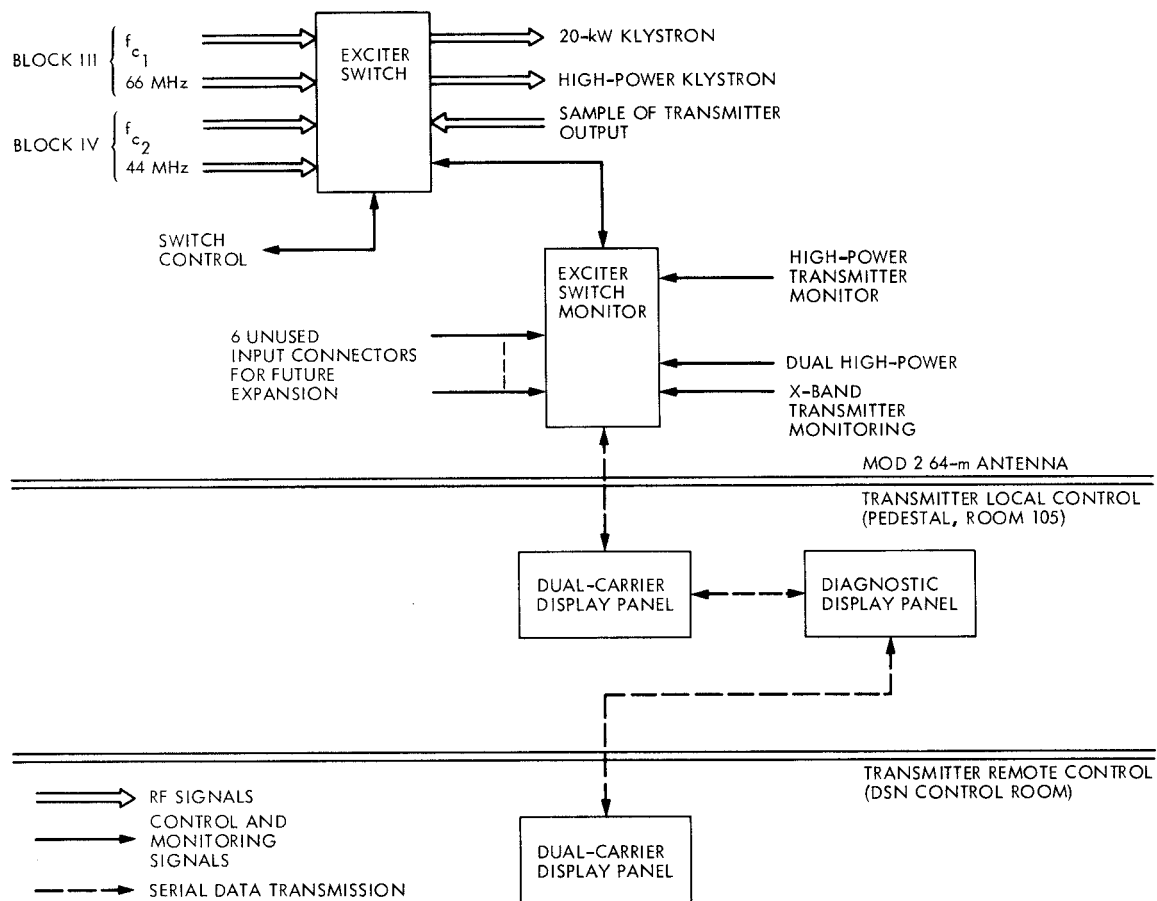 BLOCK III
fc1
66 MHz
BLOCK IV
fc2
44 MHz
EXCITER
SWITCH
20-kW KLYSTRON
HIGH-POWER KLYSTRON
SAMPLE OF TRANSMITTER
OUTPUT
SWITCH
CONTROL
EXCITER
SWITCH
MONITOR
HIGH-POWER
TRANSMITTER
MONITOR
6 UNUSED
INPUT CONNECTORS
FOR FUTURE
EXPANSION
DUAL HIGH-POWER
X-BAND
TRANSMITTER
MONITORING
MOD 2 64-m ANTENNA
TRANSMITTER LOCAL CONTROL
(PEDESTAL, ROOM 105)
DUAL-CARRIER
DISPLAY PANEL
DIAGNOSTIC
DISPLAY PANEL
TRANSMITTER REMOTE CONTROL
(DSN CONTROL ROOM)
RF SIGNALS
CONTROL AND
MONITORING
SIGNALS
SERIAL DATA TRANSMISSION
DUAL-CARRIER
DISPLAY PANEL